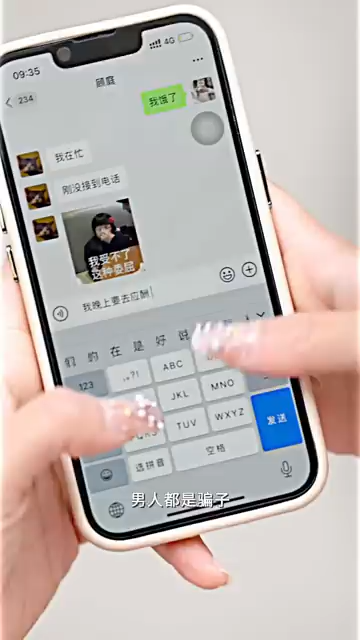 09:35
4G
234
顾庭
我饿了
我在忙
刚没接到电话
我受不了
这种委屈
我晚上要去应酬
们 的 在 是 好 说
123
.,?!
ABC
JKL
MNO
TUV
WXYZ
发送
选拼音
空格
男人都是骗子